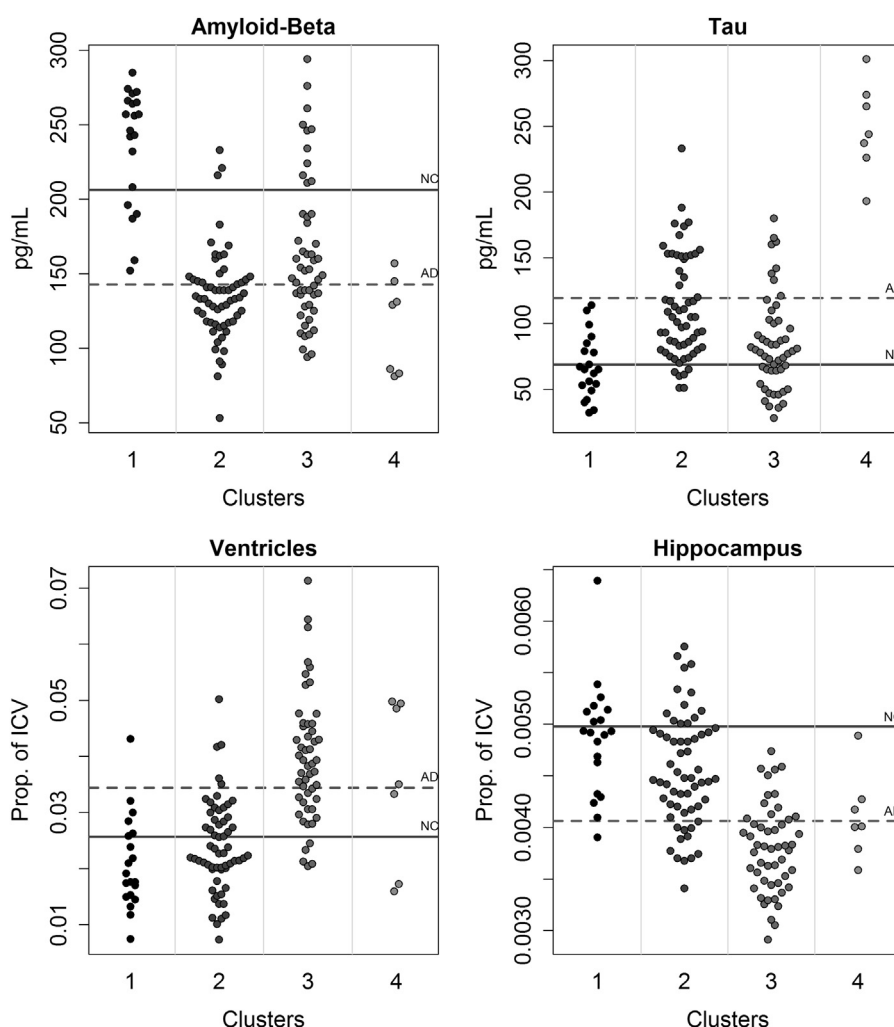 Amyloid-Beta
pg/mL
300
250
200
150
100
50
NC
AD
1 2 3 4
Clusters
Tau
pg/mL
300
250
200
150
100
50
A
N
1 2 3 4
Clusters
Ventricles
Prop. of ICV
0.07
0.05
0.03
0.01
AD
NC
1 2 3 4
Clusters
Hippocampus
Prop. of ICV
0.0060
0.0050
0.0040
0.0030
N
A
1 2 3 4
Clusters